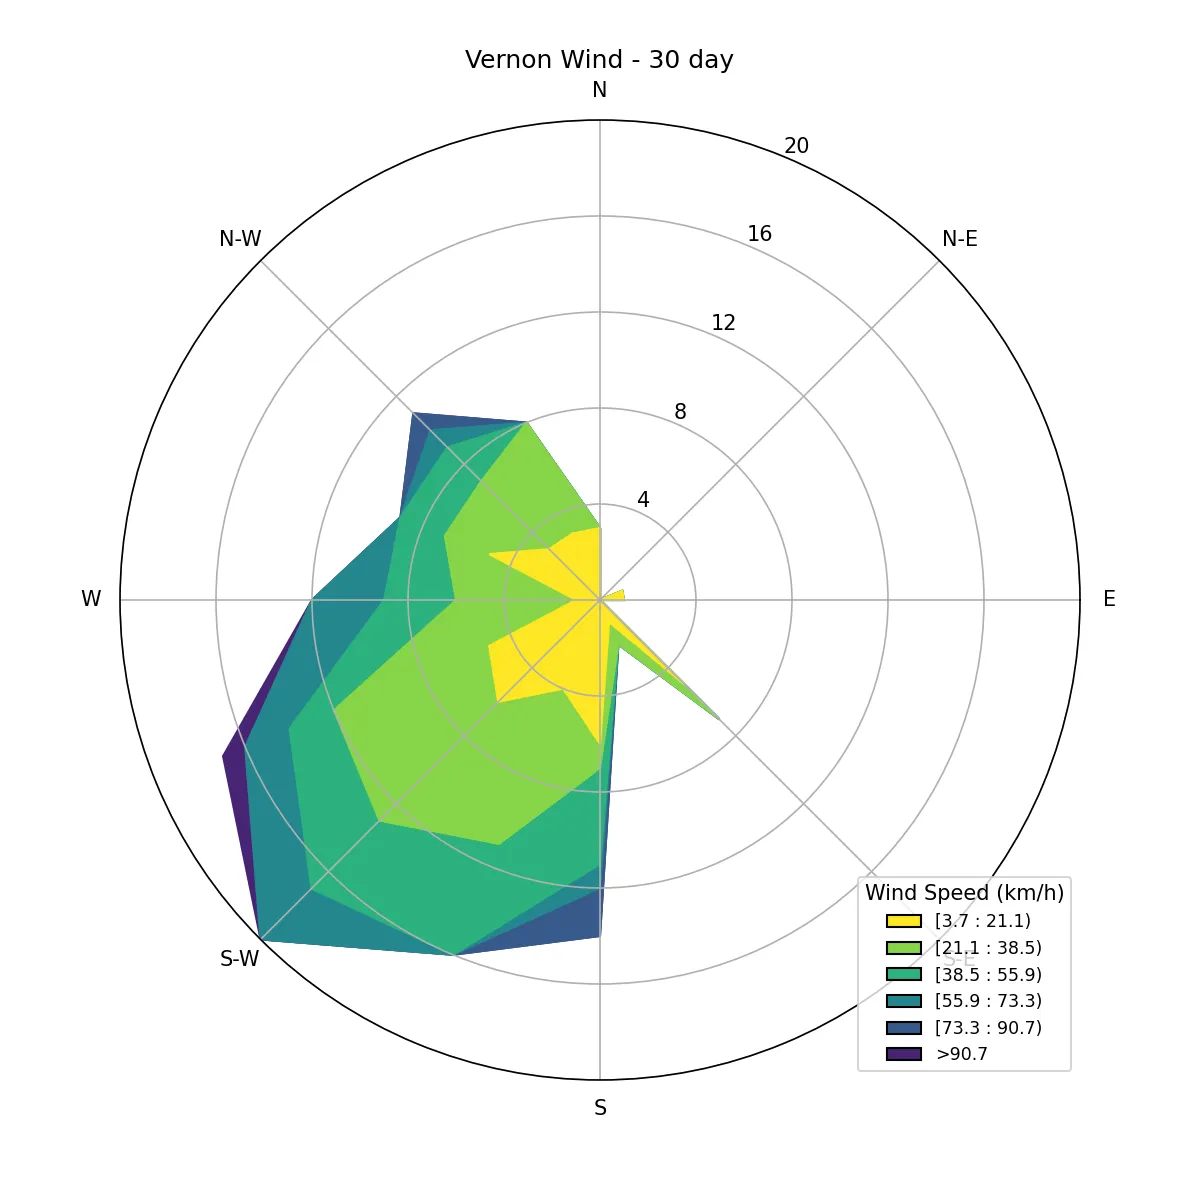 Vernon Wind - 30 day
N
20
N-W
N-E
16
12
8
4
W
E
Wind Speed (km/h)
[3.7 : 21.1)
[21.1 : 38.5)
S-W
S-E
[38.5 : 55.9)
[55.9 : 73.3)
[73.3 : 90.7)
>90.7
S